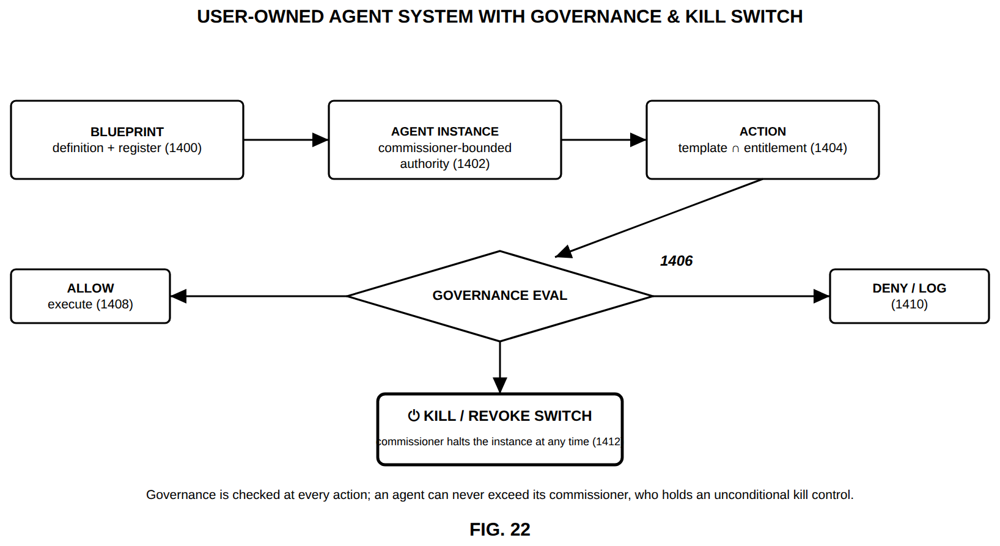 USER-OWNED AGENT SYSTEM WITH GOVERNANCE & KILL SWITCH
BLUEPRINT
definition + register (1400)
AGENT INSTANCE
commissioner-bounded
authority (1402)
ACTION
template ∩ entitlement (1404)
1406
ALLOW
execute (1408)
GOVERNANCE EVAL
DENY / LOG
(1410)
⏻ KILL / REVOKE SWITCH
commissioner halts the instance at any time (1412)
Governance is checked at every action; an agent can never exceed its commissioner, who holds an unconditional kill control.
FIG. 22